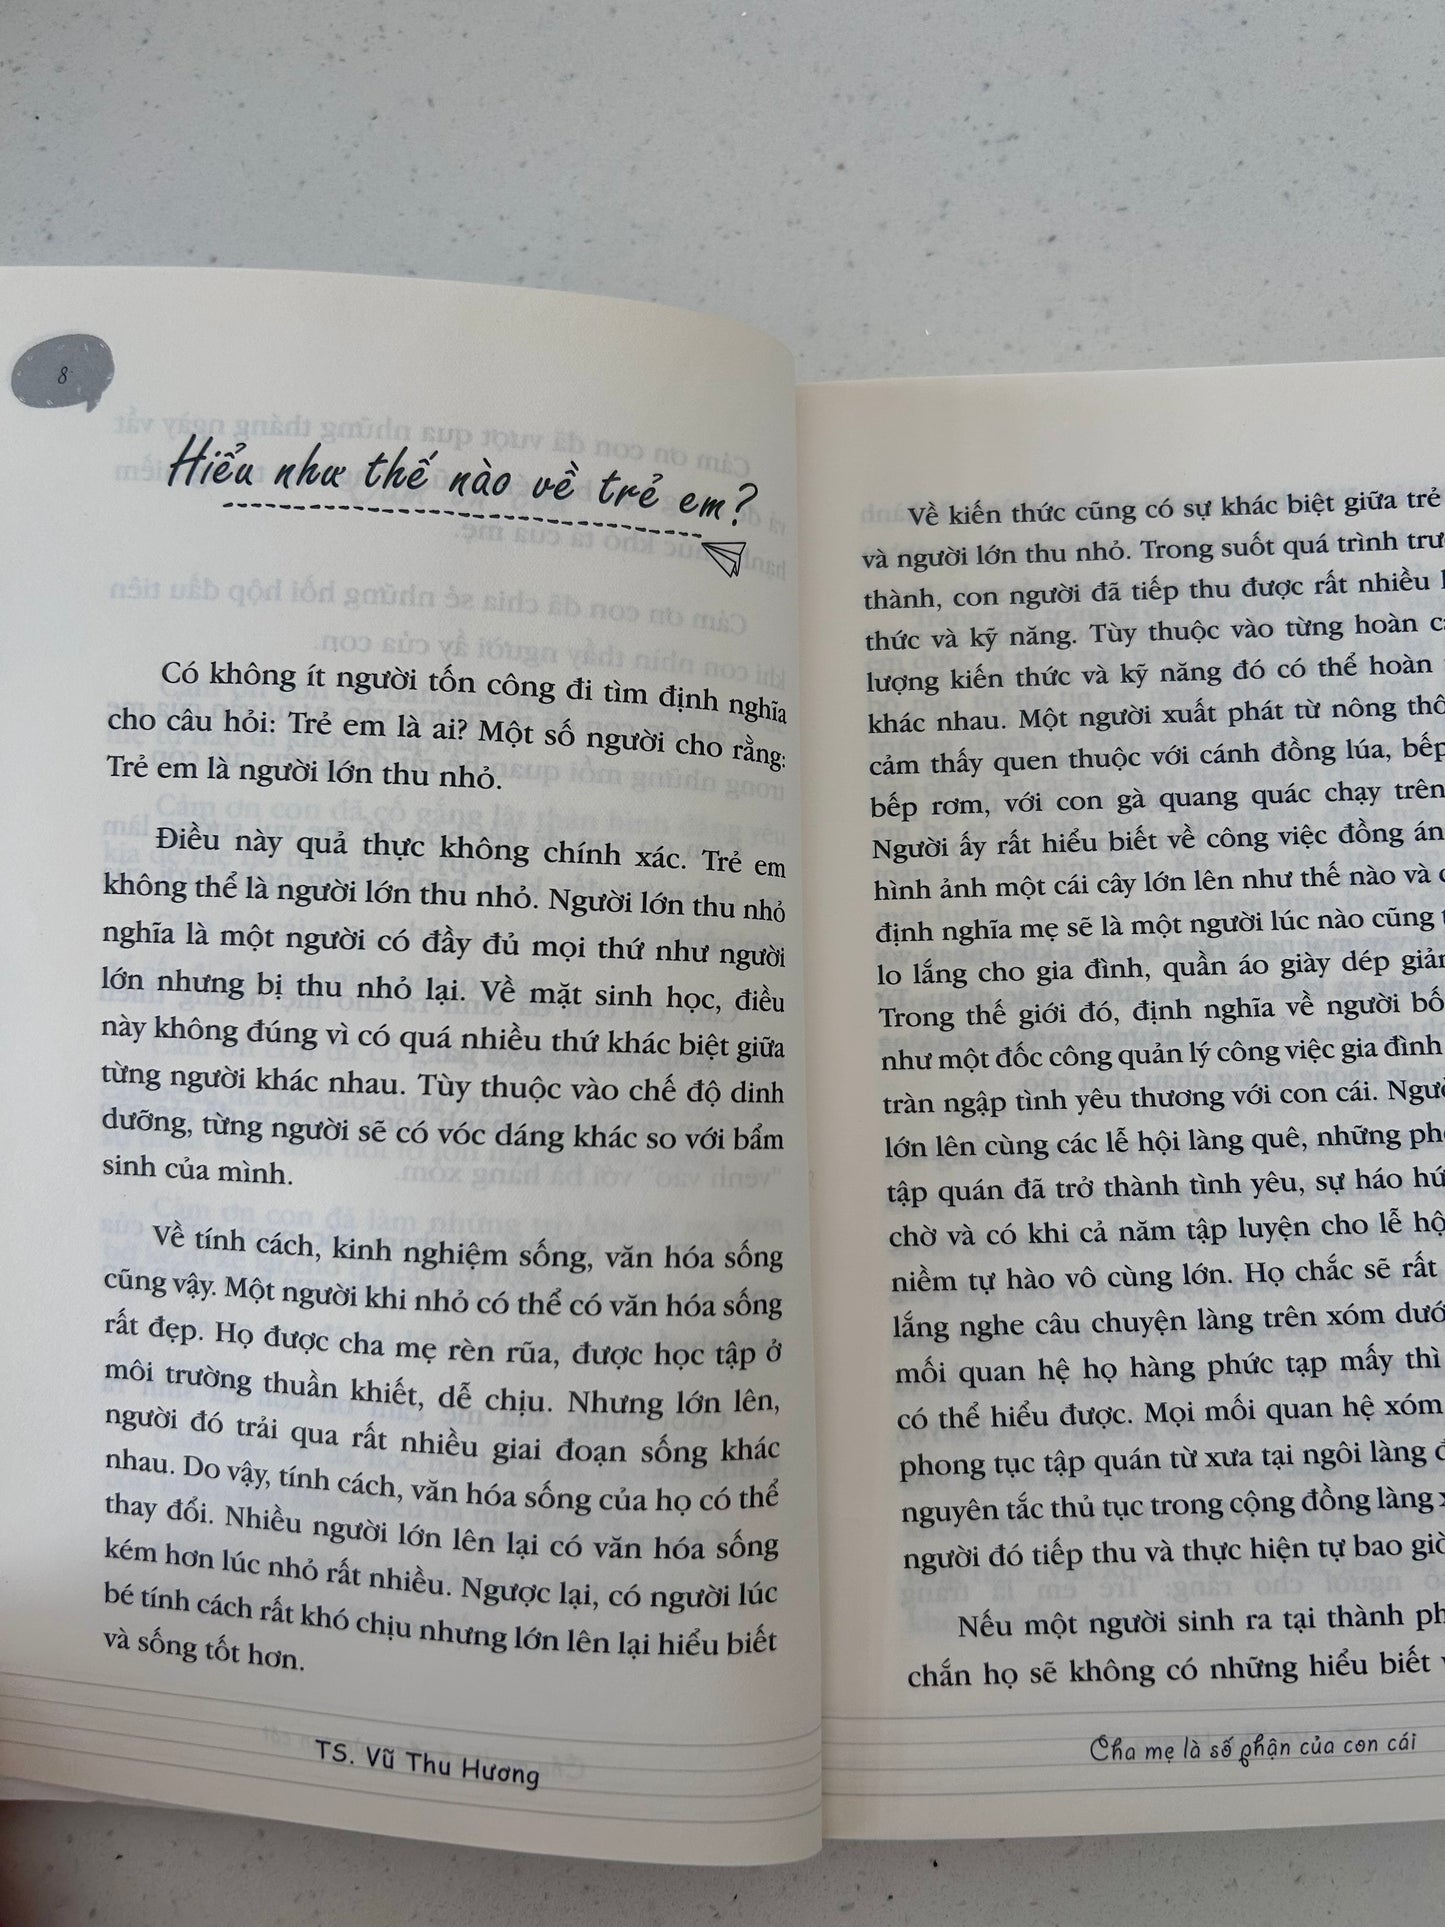 8
Hiểu như thế nào về trẻ em?
Có không ít người tốn công đi tìm định nghĩa
cho câu hỏi: Trẻ em là ai? Một số người cho rằng:
Trẻ em là người lớn thu nhỏ.
Điều này quả thực không chính xác. Trẻ em
không thể là người lớn thu nhỏ. Người lớn thu nhỏ
nghĩa là một người có đầy đủ mọi thứ như người
lớn nhưng bị thu nhỏ lại. Về mặt sinh học, điều
này không đúng vì có quá nhiều thứ khác biệt giữa
từng người khác nhau. Tùy thuộc vào chế độ dinh
dưỡng, từng người sẽ có vóc dáng khác so với bẩm
sinh của mình.
Về tính cách, kinh nghiệm sống, văn hóa sống
cũng vậy. Một người khi nhỏ có thể có văn hóa sống
rất đẹp. Họ được cha mẹ rèn rũa, được học tập ở
môi trường thuần khiết, dễ chịu. Nhưng lớn lên,
người đó trải qua rất nhiều giai đoạn sống khác
nhau. Do vậy, tính cách, văn hóa sống của họ có thể
thay đổi. Nhiều người lớn lên lại có văn hóa sống
kém hơn lúc nhỏ rất nhiều. Ngược lại, có người lúc
bé tính cách rất khó chịu nhưng lớn lên lại hiểu biết
và sống tốt hơn.
TS. Vũ Thu Hương
Về kiến thức cũng có sự khác biệt giữa trẻ
và người lớn thu nhỏ. Trong suốt quá trình
thành, con người đã tiếp thu được rất nhiều
thức và kỹ năng. Tùy thuộc vào từng hoàn
lượng kiến thức và kỹ năng đó có thể hoàn
khác nhau. Một người xuất phát từ nông
cảm thấy quen thuộc với cánh đồng lúa, bếp
bếp rơm, với con gà quang quác chạy trên
Người ấy rất hiểu biết về công việc đồng
hình ảnh một cái cây lớn lên như thế nào và
định nghĩa mẹ sẽ là một người lúc nào cũng
lo lắng cho gia đình, quần áo giày dép
Trong thế giới đó, định nghĩa về người bố
như một đốc công quản lý công việc gia đình
tràn ngập tình yêu thương với con cái.
lớn lên cùng các lễ hội làng quê, những
tập quán đã trở thành tình yêu, sự háo
chờ và có khi cả năm tập luyện cho lễ
niềm tự hào vô cùng lớn. Họ chắc sẽ rất
lắng nghe câu chuyện làng trên xóm
mối quan hệ họ hàng phức tạp mấy thì
có thể hiểu được. Mọi mối quan hệ xóm
phong tục tập quán từ xưa tại ngôi làng
nguyên tắc thủ tục trong cộng đồng làng
người đó tiếp thu và thực hiện tự bao
Nếu một người sinh ra tại thành
chắn họ sẽ không có những hiểu biết
Cha mẹ là số phận của con cái